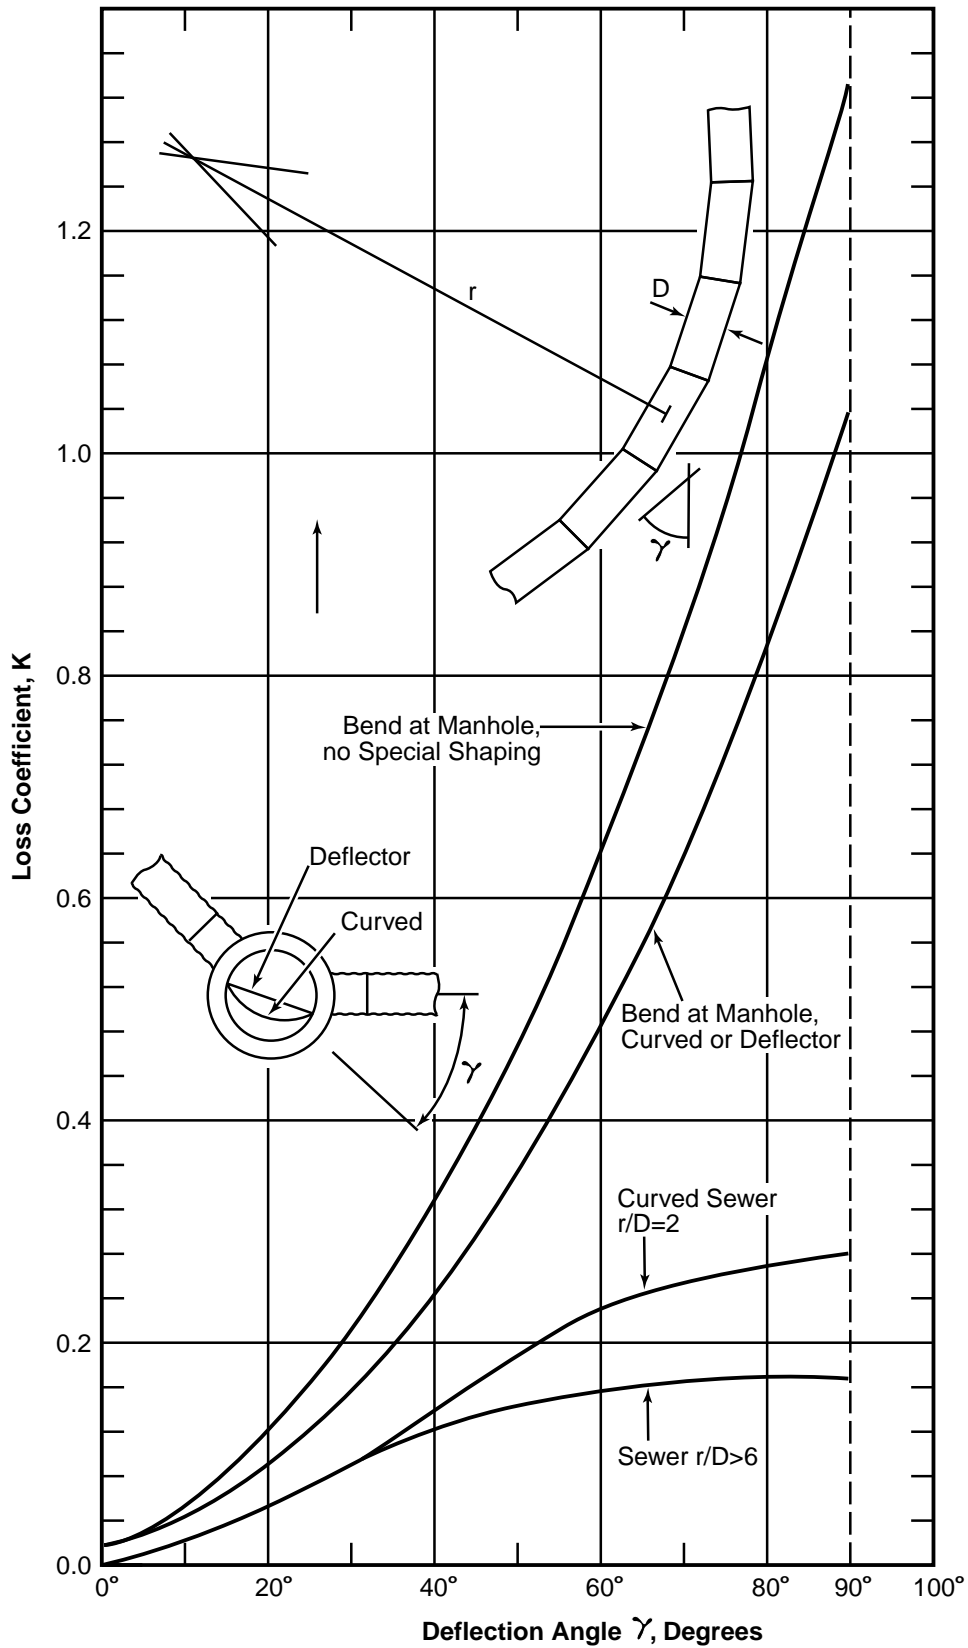 1.2
r
D
1.0
γ
0.8
Loss Coefficient, K
Bend at Manhole,
no Special Shaping
Deflector
0.6
Curved
Bend at Manhole,
Curved or Deflector
γ
0.4
Curved Sewer
r/D=2
0.2
Sewer r/D>6
0.0
0° 20° 40° 60° 80° 90° 100°
Deflection Angle γ, Degrees